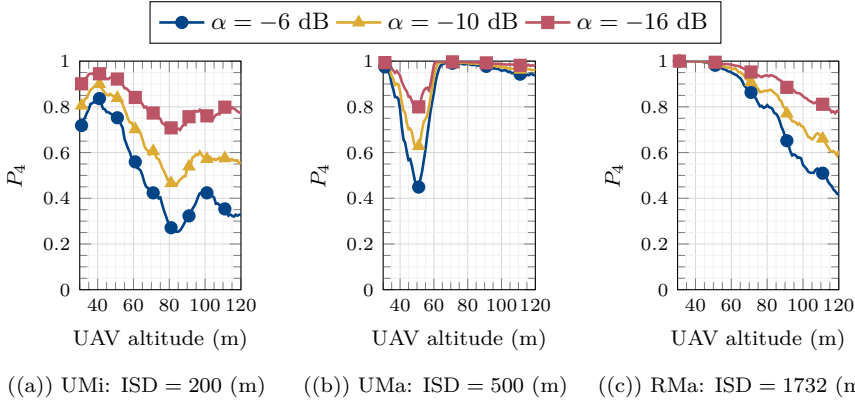 α = −6 dB α = −10 dB α = −16 dB
1
0.8
0.6
0.4
0.2
0
P4
40 60 80 100 120
UAV altitude (m)
((a)) UMi: ISD = 200 (m)
1
0.8
0.6
0.4
0.2
0
P4
40 60 80 100 120
UAV altitude (m)
((b)) UMa: ISD = 500 (m)
1
0.8
0.6
0.4
0.2
0
P4
40 60 80 100 120
UAV altitude (m)
((c)) RMa: ISD = 1732 (m